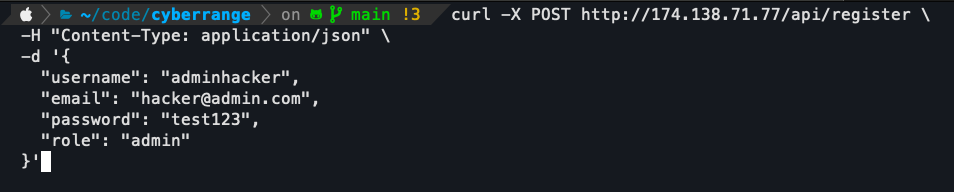 ~/code/cyberrange on main !3 curl -X POST http://174.138.71.77/api/register \
-H "Content-Type: application/json" \
-d '{
"username": "adminhacker",
"email": "hacker@admin.com",
"password": "test123",
"role": "admin"
}'